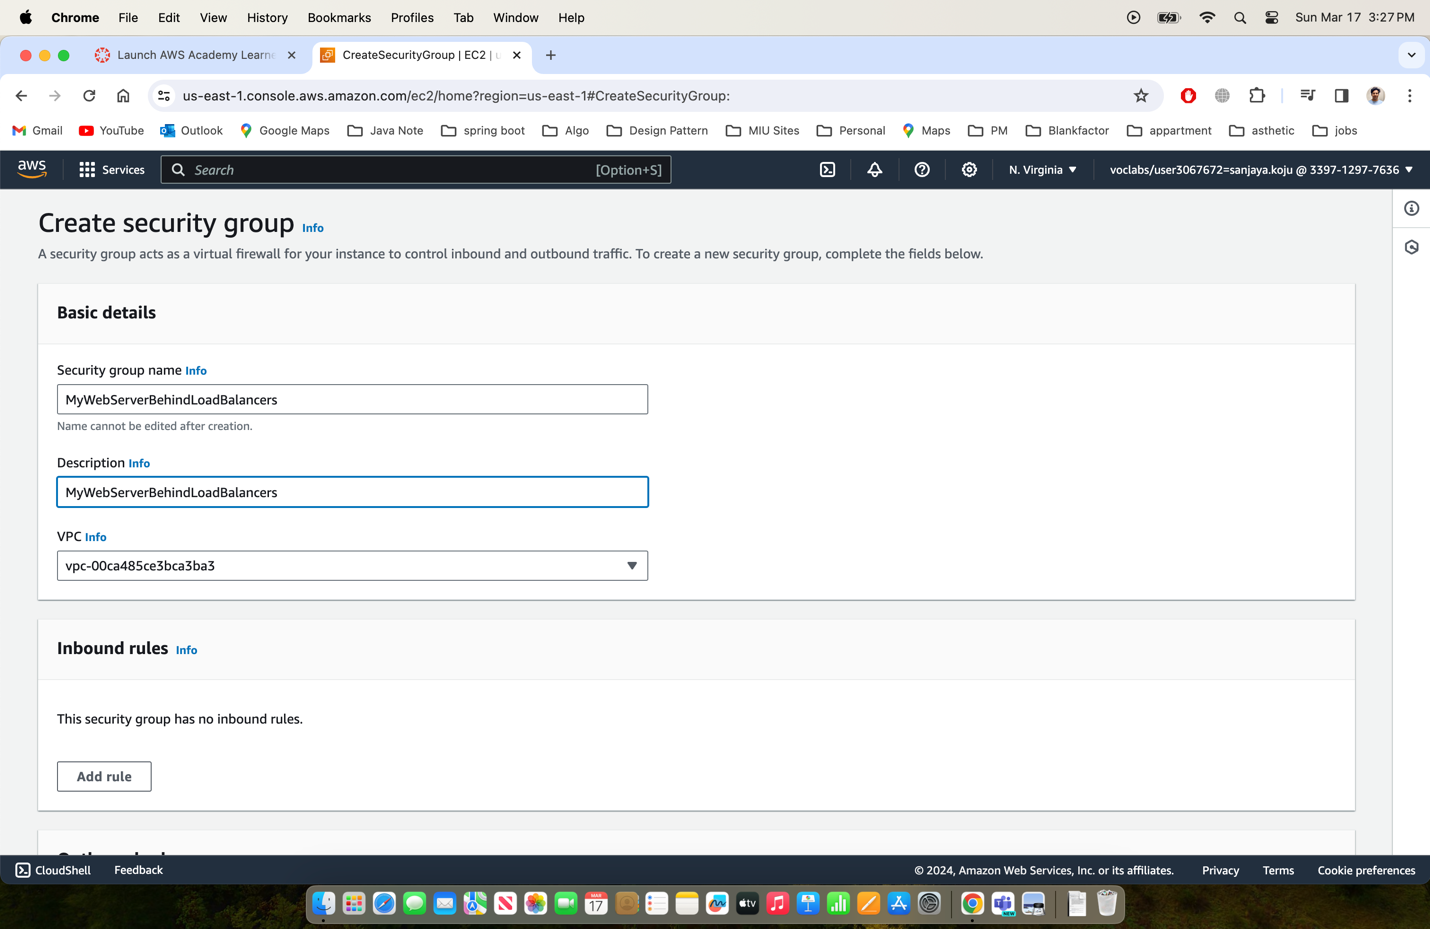 Chrome File Edit View History Bookmarks Profiles Tab Window Help Sun Mar 17 3:27 PM
Launch AWS Academy Learne CreateSecurityGroup | EC2 | u
us-east-1.console.aws.amazon.com/ec2/home?region=us-east-1#CreateSecurityGroup:
Gmail YouTube Outlook Google Maps Java Note spring boot Algo Design Pattern MIU Sites Personal Maps PM Blankfactor appartment asthetic jobs
aws Services Search [Option+S] N. Virginia voclabs/user3067672=sanjaya.koju @ 3397-1297-7636
Create security group Info
A security group acts as a virtual firewall for your instance to control inbound and outbound traffic. To create a new security group, complete the fields below.
Basic details
Security group name Info
MyWebServerBehindLoadBalancers
Name cannot be edited after creation.
Description Info
MyWebServerBehindLoadBalancers
VPC Info
vpc-00ca485ce3bca3ba3
Inbound rules Info
This security group has no inbound rules.
Add rule
CloudShell Feedback © 2024, Amazon Web Services, Inc. or its affiliates. Privacy Terms Cookie preferences
MAR
17
tv
NEW